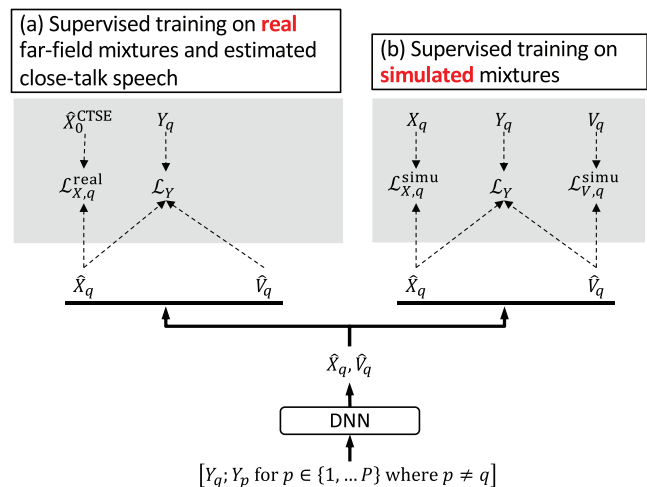 (a) Supervised training on real
far-field mixtures and estimated
close-talk speech
(b) Supervised training on
simulated mixtures
X̂₀^CTSE Y_q
X_q Y_q V_q
ℒ_{X,q}^{real} ℒ_Y
ℒ_{X,q}^{simu} ℒ_Y ℒ_{V,q}^{simu}
X̂_q V̂_q
X̂_q V̂_q
X̂_q, V̂_q
DNN
[Y_q; Y_p for p ∈ {1, … P} where p ≠ q]